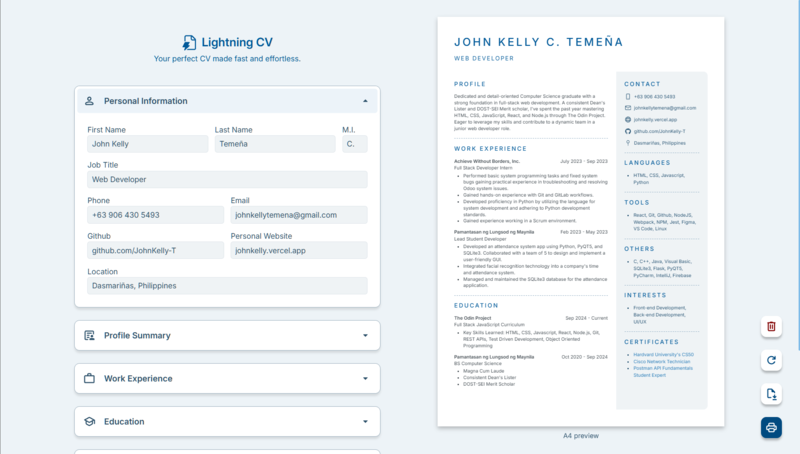 Lightning CV
Your perfect CV made fast and effortless.
Personal Information
First Name
Last Name
M.I.
John Kelly
Temeña
C.
Job Title
Web Developer
Phone
Email
+63 906 430 5493
johnkellytemena@gmail.com
Github
Personal Website
github.com/JohnKelly-T
johnkelly.vercel.app
Location
Dasmariñas, Philippines
Profile Summary
Work Experience
Education
JOHN KELLY C. TEMEÑA
WEB DEVELOPER
PROFILE
Dedicated and detail-oriented Computer Science graduate with a
strong foundation in full-stack web development. A consistent Dean's
Lister and DOST-SEI Merit scholar, I've spent the past year mastering
HTML, CSS, JavaScript, React, and Node.js through The Odin Project.
Eager to leverage my skills and contribute to a dynamic team in a
junior web developer role.
WORK EXPERIENCE
Achieve Without Borders, Inc.
July 2023 - Sep 2023
Full Stack Developer Intern
Performed basic system programming tasks and fixed system
bugs gaining practical experience in troubleshooting and resolving
Odoo system issues.
Gained hands-on experience with Git and GitLab workflows.
Developed proficiency in Python by utilizing the language for
system development and adhering to Python development
standards.
Gained experience working in a Scrum environment.
Pamantasan ng Lungsod ng Maynila
Feb 2023 - May 2023
Lead Student Developer
Developed an attendance system app using Python, PyQT5, and
SQLite3. Collaborated with a team of 5 to design and implement a
user-friendly GUI.
Integrated facial recognition technology into a company's time
and attendance system
Managed and maintained the SQLite3 database for the attendance
application.
EDUCATION
The Odin Project
Sep 2024 - Current
Full Stack JavaScript Curriculum
Key Skills Learned: HTML, CSS, Javascript, React, Node.js, Git,
REST APIs, Test Driven Development, Object Oriented
Programming
Pamantasan ng Lungsod ng Maynila
Oct 2020 - Sep 2024
BS Computer Science
Magna Cum Laude
Consistent Dean's Lister
DOST-SEI Merit Scholar
CONTACT
+63 906 430 5493
johnkellytemena@gmail.com
johnkelly.vercel.app
github.com/JohnKelly-T
Dasmariñas, Philippines
LANGUAGES
HTML, CSS, Javascript,
Python
TOOLS
React, Git, Github, NodeJS,
Webpack, NPM, Jest, Figma,
VS Code, Linux
OTHERS
C, C++, Java, Visual Basic,
SQLite3, Flask, PyQT5,
PyCharm, IntelliJ, Firebase
INTERESTS
Front-end Development,
Back-end Development,
UI/UX
CERTIFICATES
Harvard University's CS50
Cisco Network Technician
Postman API Fundamentals
Student Expert
A4 preview